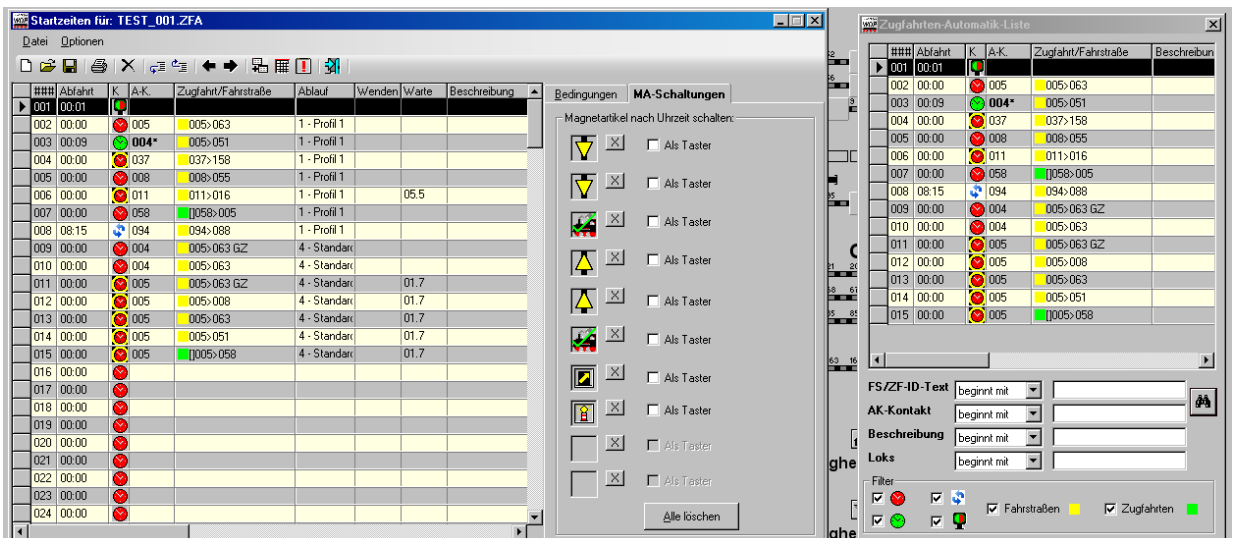 Startzeiten für: TEST_001.ZFA
Datei Optionen
### Abfahrt K A-K. Zugfahrt/Fahrstraße Ablauf Wenden Warte Beschreibung
001 00:01
002 00:00 005 005>063 1 - Profil 1
003 00:09 004* 005>051 1 - Profil 1
004 00:00 037 037>158 1 - Profil 1
005 00:00 008 008>055 1 - Profil 1
006 00:00 011 011>016 1 - Profil 1 05.5
007 00:00 058 []058>005 1 - Profil 1
008 08:15 094 094>088 1 - Profil 1
009 00:00 004 005>063 GZ 4 - Standard
010 00:00 004 005>063 4 - Standard
011 00:00 005 005>063 GZ 4 - Standard 01.7
012 00:00 005 005>008 4 - Standard 01.7
013 00:00 005 005>063 4 - Standard 01.7
014 00:00 005 005>051 4 - Standard 01.7
015 00:00 005 []005>058 4 - Standard 01.7
016 00:00
017 00:00
018 00:00
019 00:00
020 00:00
021 00:00
022 00:00
023 00:00
024 00:00
Bedingungen MA-Schaltungen
Magnetartikel nach Uhrzeit schalten:
X Als Taster
X Als Taster
X Als Taster
X Als Taster
X Als Taster
X Als Taster
X Als Taster
X Als Taster
X Als Taster
X Als Taster
Alle löschen
Zugfahrten-Automatik-Liste
### Abfahrt K A-K. Zugfahrt/Fahrstraße Beschreibun
001 00:01
002 00:00 005 005>063
003 00:09 004* 005>051
004 00:00 037 037>158
005 00:00 008 008>055
006 00:00 011 011>016
007 00:00 058 []058>005
008 08:15 094 094>088
009 00:00 004 005>063 GZ
010 00:00 004 005>063
011 00:00 005 005>063 GZ
012 00:00 005 005>008
013 00:00 005 005>063
014 00:00 005 005>051
015 00:00 005 []005>058
FS/ZF-ID-Text beginnt mit
AK-Kontakt beginnt mit
Beschreibung beginnt mit
Loks beginnt mit
Filter
Fahrstraßen Zugfahrten